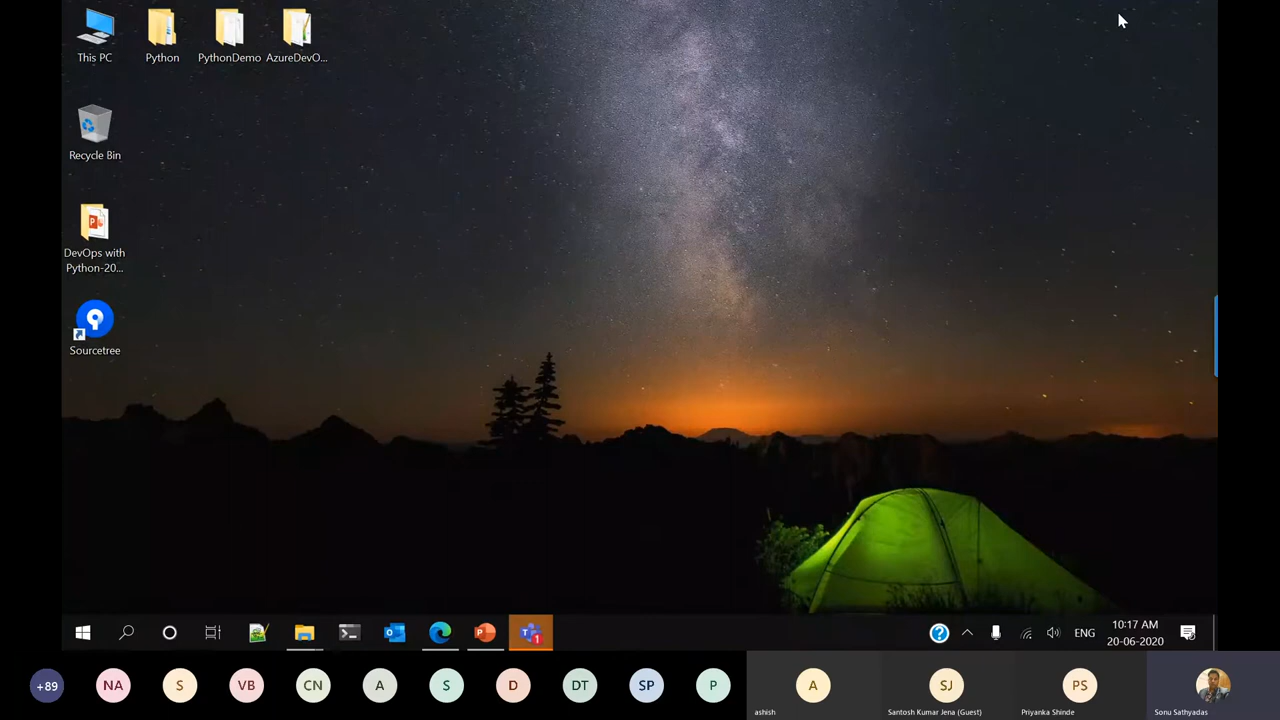 This PC
Python
PythonDemo
AzureDevO...
Recycle Bin
DevOps with
Python-20...
Sourcetree
10:17 AM
ENG
20-06-2020
+89
NA
S
VB
CN
A
S
D
DT
SP
P
A
SJ
PS
ashish
Santosh Kumar Jena (Guest)
Priyanka Shinde
Sonu Sathyadas